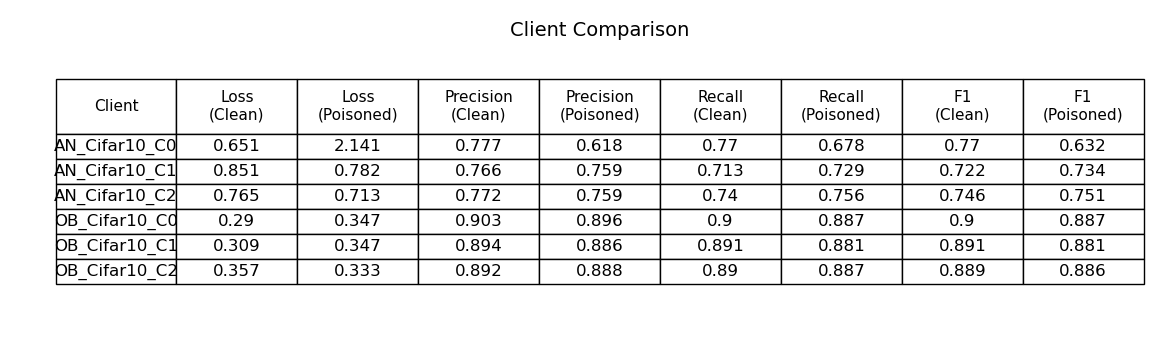 Client Comparison
Client Loss (Clean) Loss (Poisoned) Precision (Clean) Precision (Poisoned) Recall (Clean) Recall (Poisoned) F1 (Clean) F1 (Poisoned)
AN_Cifar10_C0 0.651 2.141 0.777 0.618 0.77 0.678 0.77 0.632
AN_Cifar10_C1 0.851 0.782 0.766 0.759 0.713 0.729 0.722 0.734
AN_Cifar10_C2 0.765 0.713 0.772 0.759 0.74 0.756 0.746 0.751
OB_Cifar10_C0 0.29 0.347 0.903 0.896 0.9 0.887 0.9 0.887
OB_Cifar10_C1 0.309 0.347 0.894 0.886 0.891 0.881 0.891 0.881
OB_Cifar10_C2 0.357 0.333 0.892 0.888 0.89 0.887 0.889 0.886